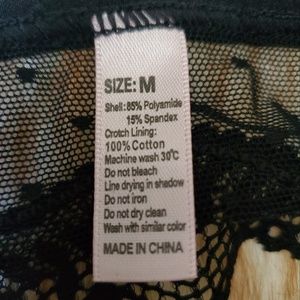 SIZE: M
Shell: 85% Polyamide
15% Spandex
Crotch Lining:
100% Cotton
Machine wash 30℃
Do not bleach
Line drying in shadow
Do not iron
Do not dry clean
Wash with similar color
MADE IN CHINA